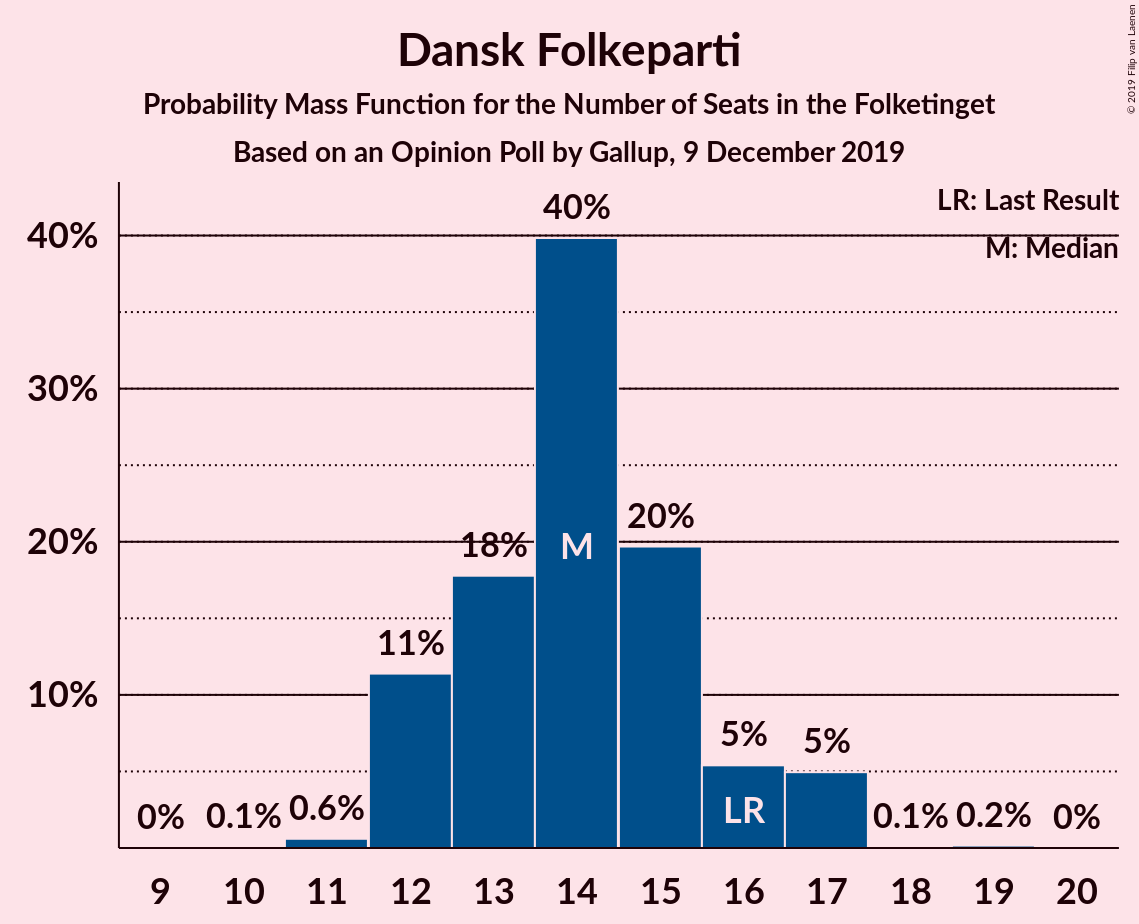 Dansk Folkeparti
Probability Mass Function for the Number of Seats in the Folketinget
Based on an Opinion Poll by Gallup, 9 December 2019
© 2019 Filip van Laenen
LR: Last Result
M: Median
40%
30%
20%
10%
0%
0.1%
0.6%
11%
18%
40%
20%
5%
5%
0.1%
0.2%
0%
M
LR
9 10 11 12 13 14 15 16 17 18 19 20